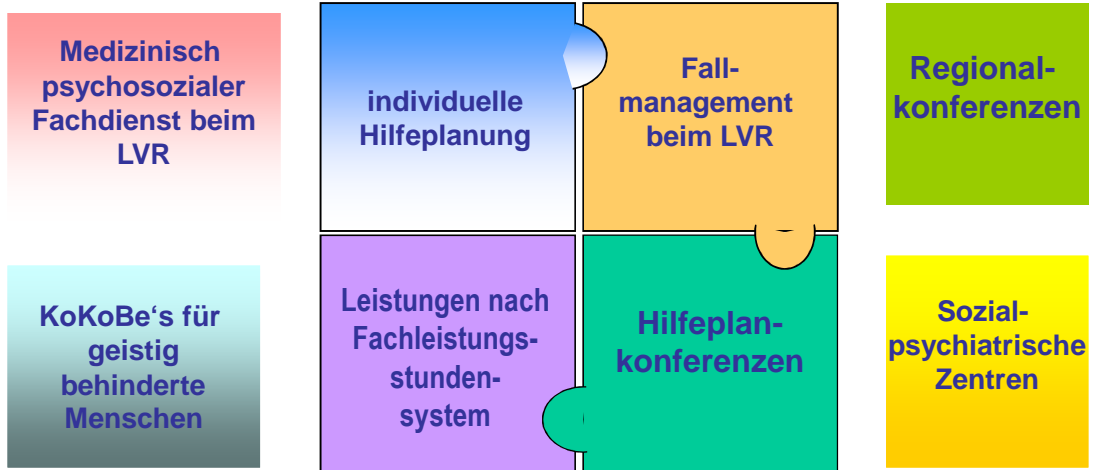 Medizinisch
psychosozialer
Fachdienst beim
LVR
individuelle
Hilfeplanung
Fall-
management
beim LVR
Regional-
konferenzen
KoKoBe‘s für
geistig
behinderte
Menschen
Leistungen nach
Fachleistungs-
stunden-
system
Hilfeplan-
konferenzen
Sozial-
psychiatrische
Zentren